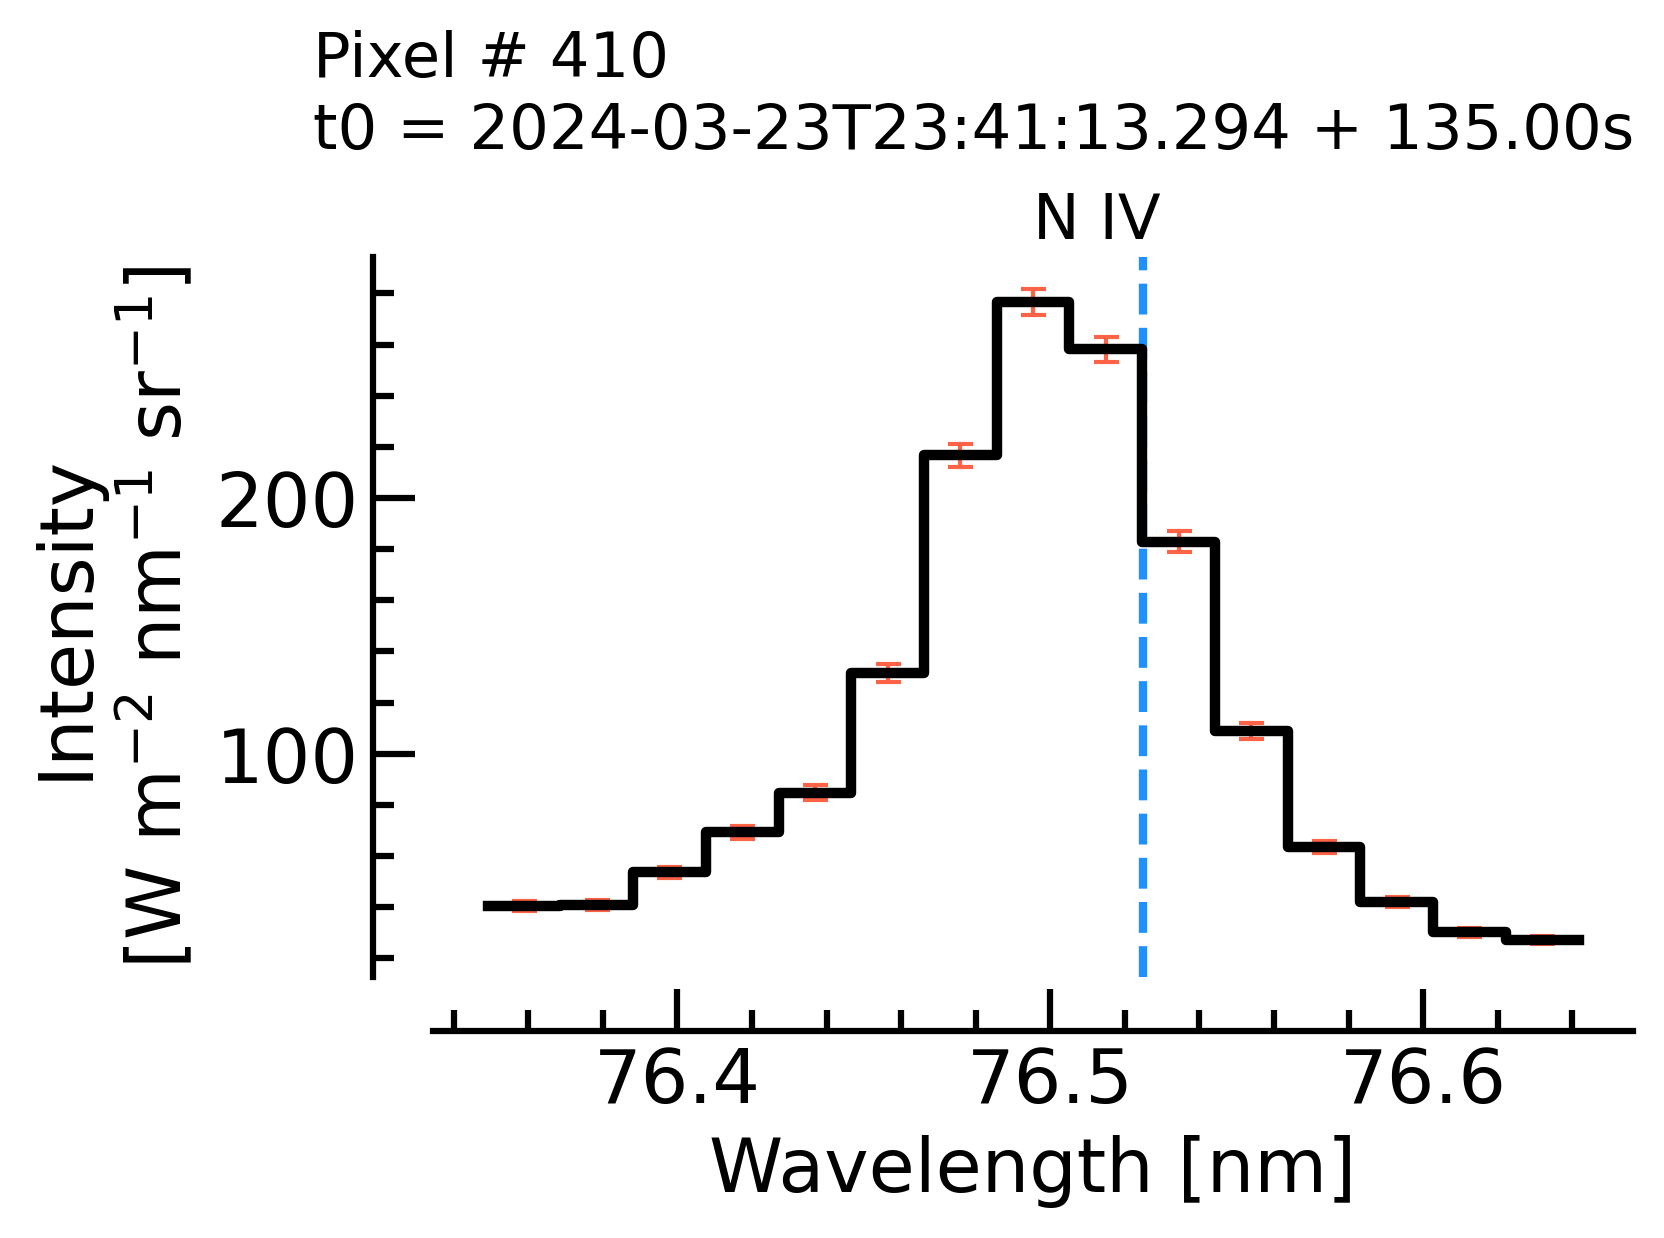 Pixel # 410
t0 = 2024-03-23T23:41:13.294 + 135.00s
N IV
Intensity
[W m⁻² nm⁻¹ sr⁻¹]
200
100
76.4 76.5 76.6
Wavelength [nm]